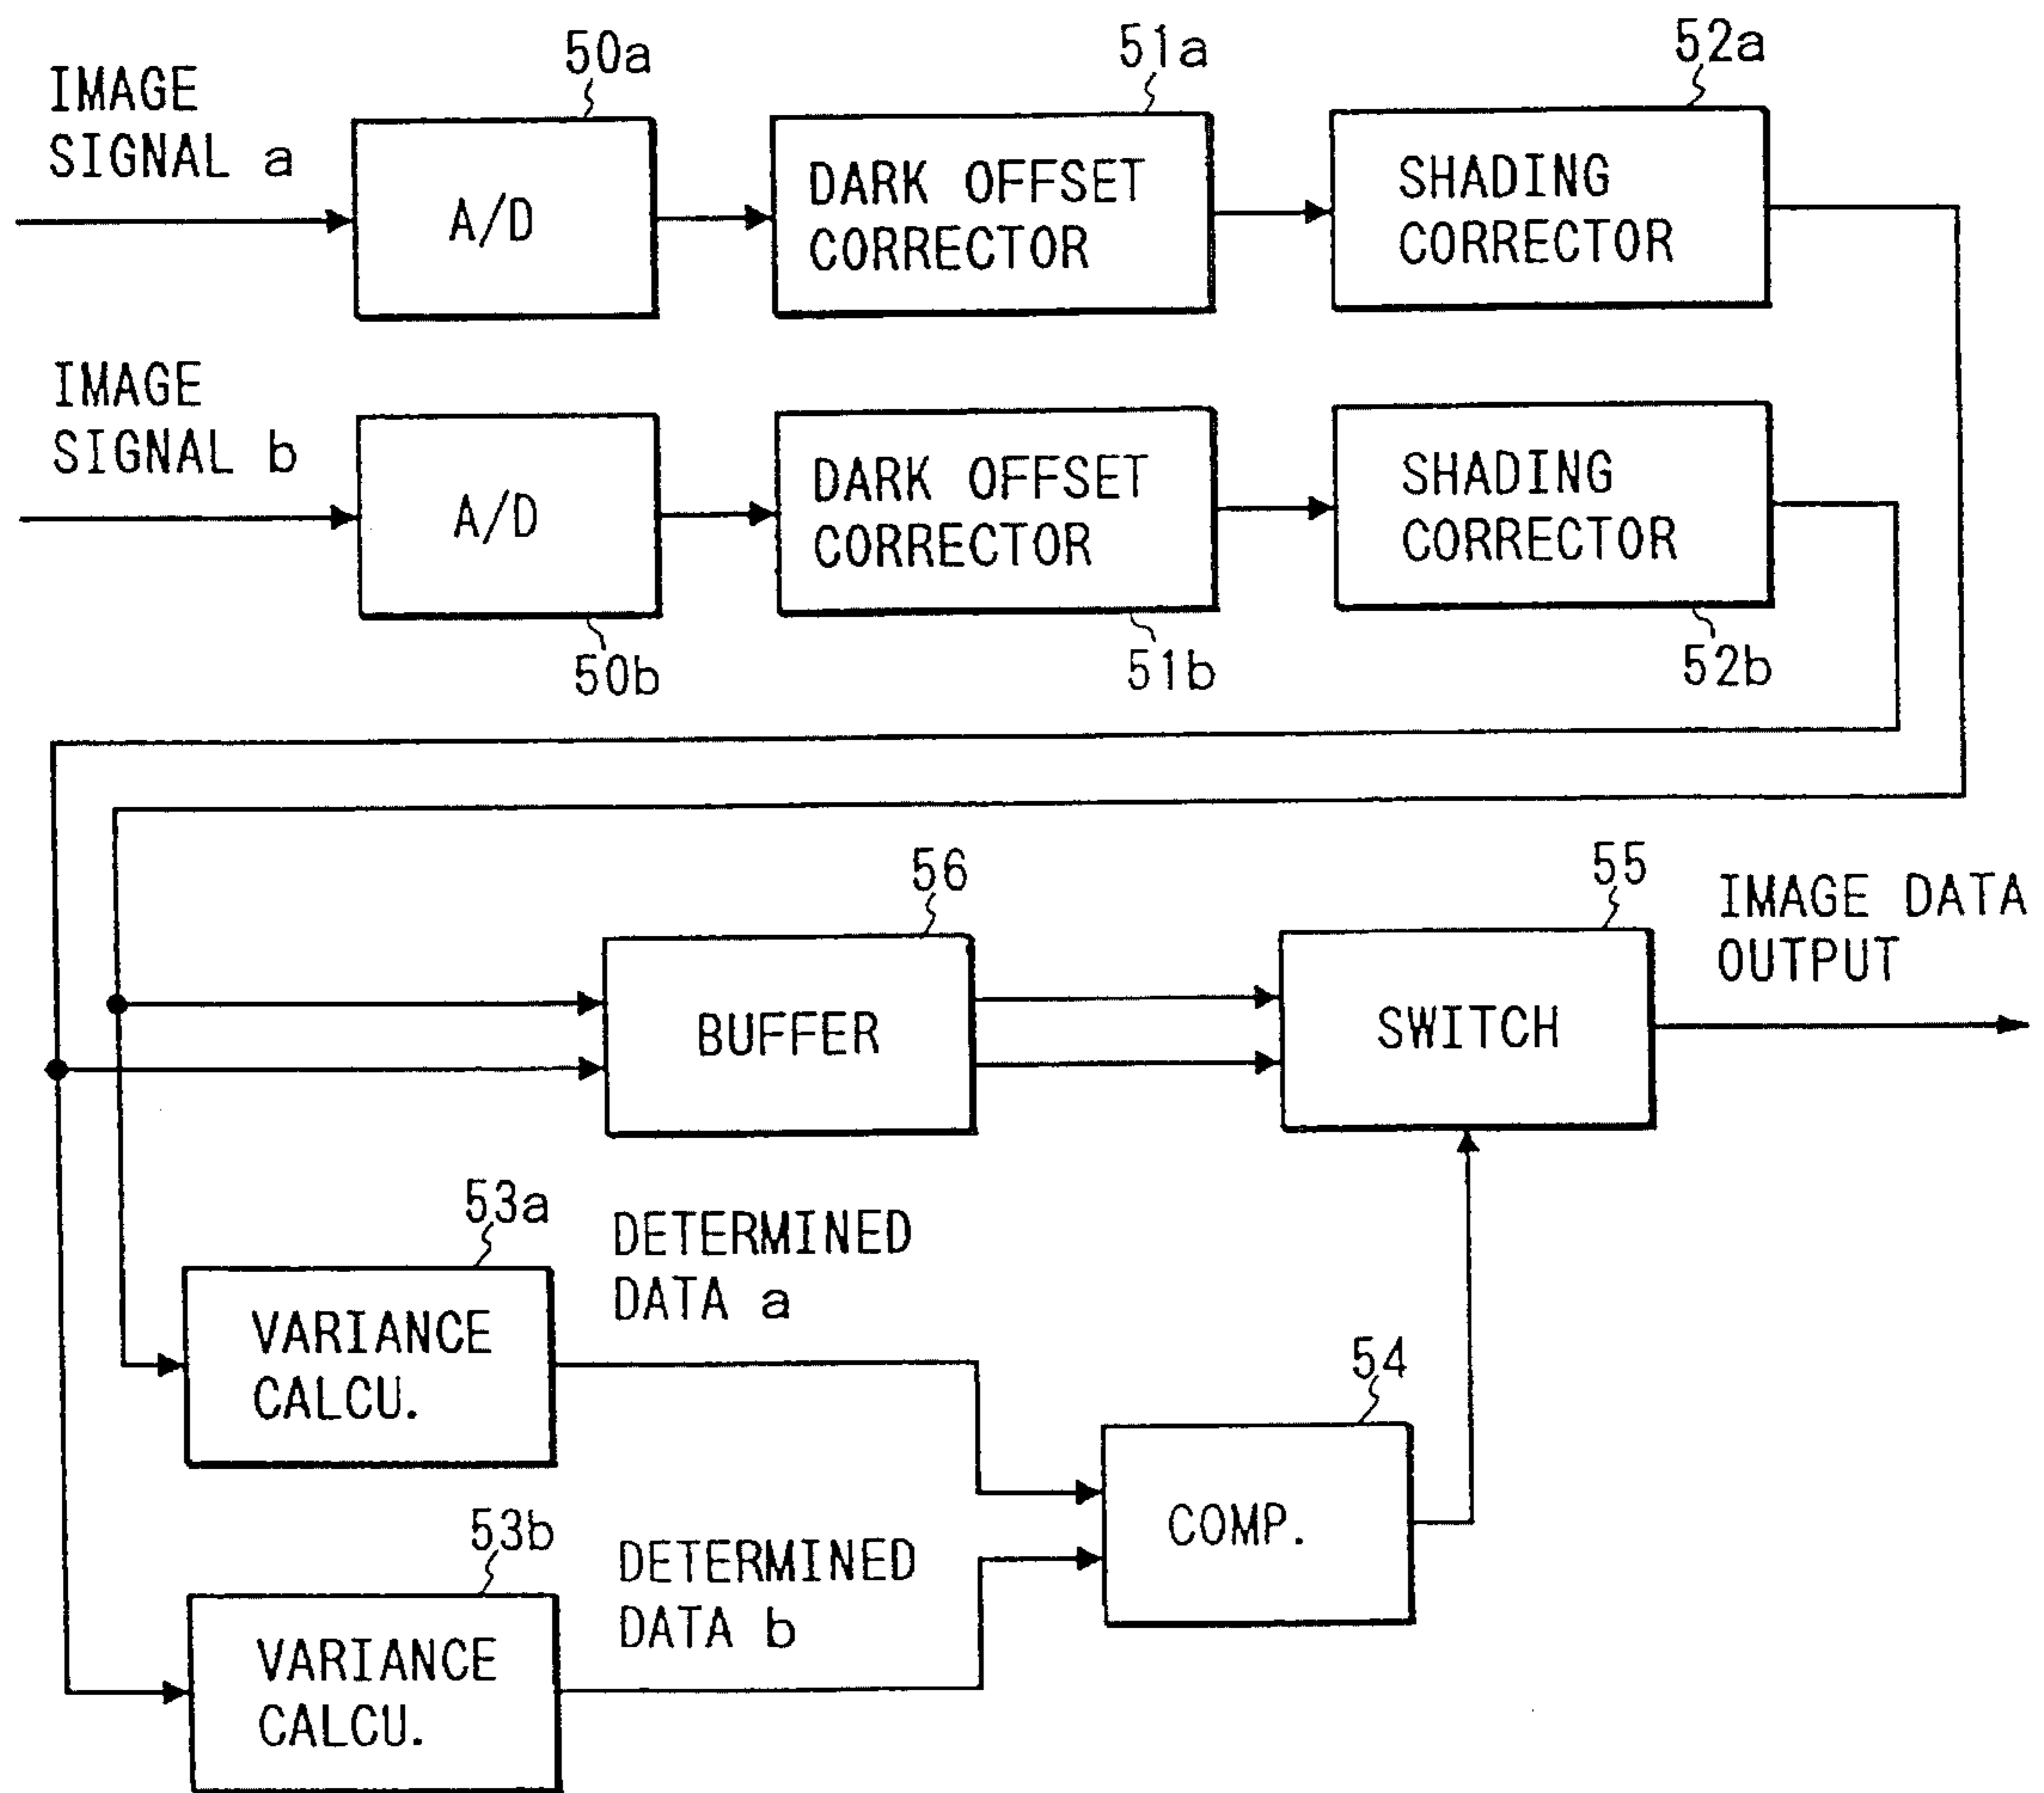 50a
51a
52a
IMAGE
SIGNAL a
A/D
DARK OFFSET
CORRECTOR
SHADING
CORRECTOR
IMAGE
SIGNAL b
A/D
DARK OFFSET
CORRECTOR
SHADING
CORRECTOR
50b
51b
52b
56
55
IMAGE DATA
OUTPUT
BUFFER
SWITCH
53a
DETERMINED
DATA a
VARIANCE
CALCU.
54
COMP.
53b
DETERMINED
DATA b
VARIANCE
CALCU.